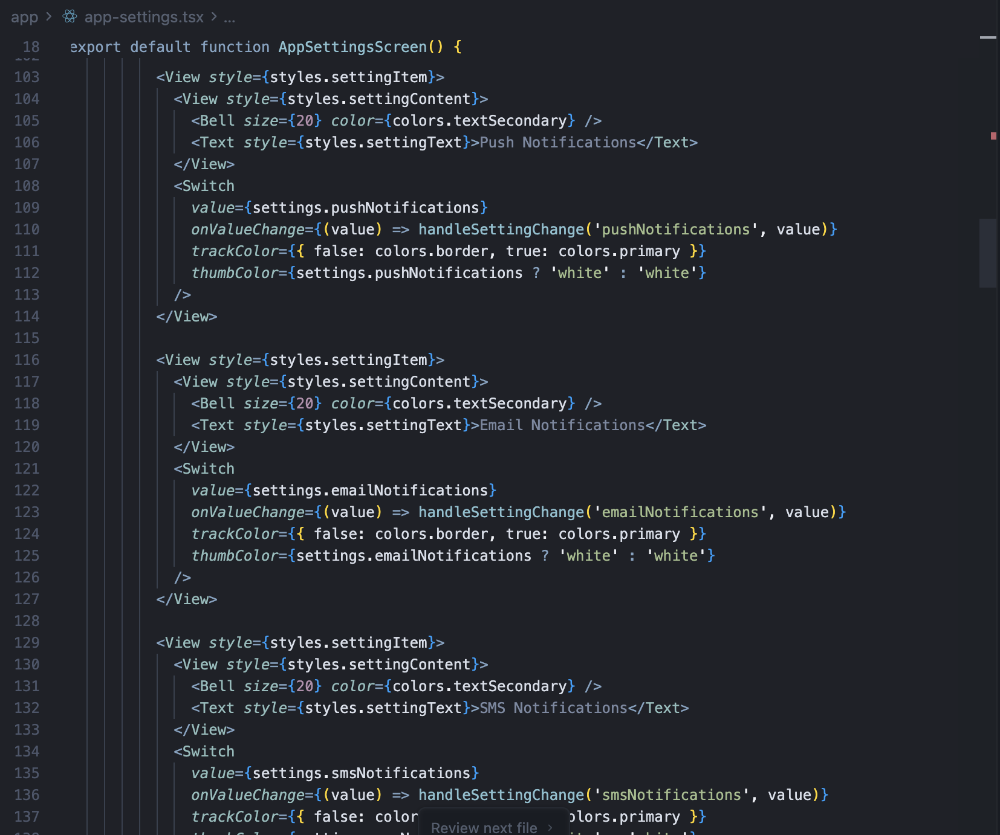 app > app-settings.tsx > ...
18 export default function AppSettingsScreen() {
103 <View style={styles.settingItem}>
104 <View style={styles.settingContent}>
105 <Bell size={20} color={colors.textSecondary} />
106 <Text style={styles.settingText}>Push Notifications</Text>
107 </View>
108 <Switch
109 value={settings.pushNotifications}
110 onValueChange={(value) => handleSettingChange('pushNotifications', value)}
111 trackColor={{ false: colors.border, true: colors.primary }}
112 thumbColor={settings.pushNotifications ? 'white' : 'white'}
113 />
114 </View>
115
116 <View style={styles.settingItem}>
117 <View style={styles.settingContent}>
118 <Bell size={20} color={colors.textSecondary} />
119 <Text style={styles.settingText}>Email Notifications</Text>
120 </View>
121 <Switch
122 value={settings.emailNotifications}
123 onValueChange={(value) => handleSettingChange('emailNotifications', value)}
124 trackColor={{ false: colors.border, true: colors.primary }}
125 thumbColor={settings.emailNotifications ? 'white' : 'white'}
126 />
127 </View>
128
129 <View style={styles.settingItem}>
130 <View style={styles.settingContent}>
131 <Bell size={20} color={colors.textSecondary} />
132 <Text style={styles.settingText}>SMS Notifications</Text>
133 </View>
134 <Switch
135 value={settings.smsNotifications}
136 onValueChange={(value) => handleSettingChange('smsNotifications', value)}
137 trackColor={{ false: color olors.primary }}
Review next file >